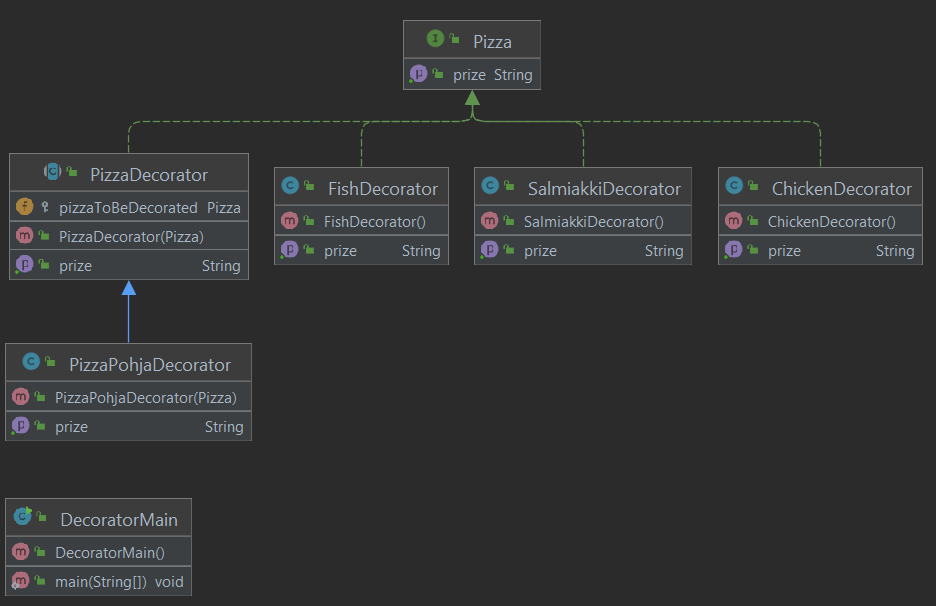 Pizza
prize String
PizzaDecorator
pizzaToBeDecorated Pizza
PizzaDecorator(Pizza)
prize String
FishDecorator
FishDecorator()
prize String
SalmiakkiDecorator
SalmiakkiDecorator()
prize String
ChickenDecorator
ChickenDecorator()
prize String
PizzaPohjaDecorator
PizzaPohjaDecorator(Pizza)
prize String
DecoratorMain
DecoratorMain()
main(String[]) void